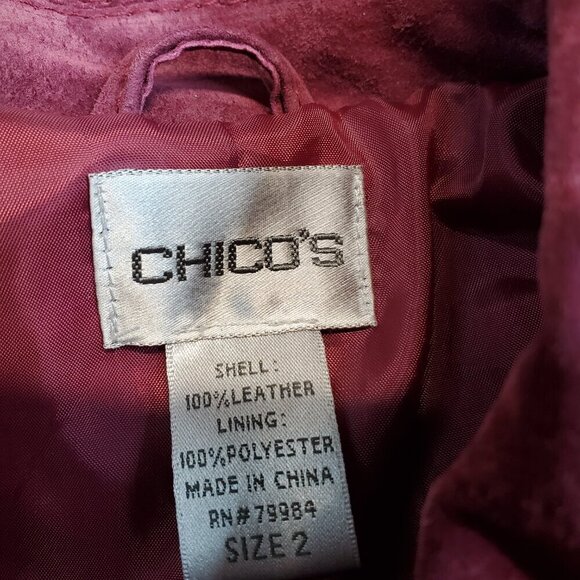 CHICO'S
SHELL:
100%LEATHER
LINING:
100%POLYESTER
MADE IN CHINA
RN#79984
SIZE 2